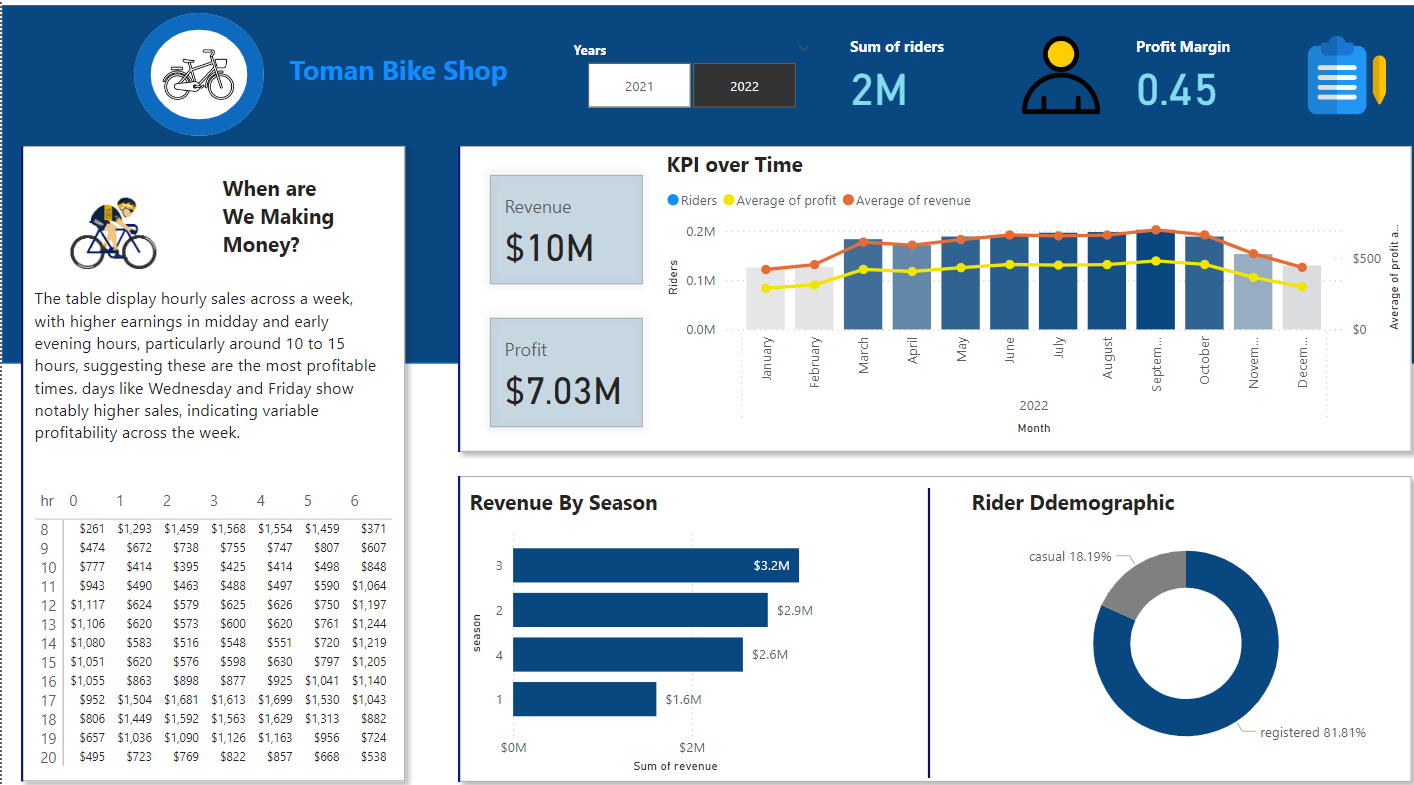 Toman Bike Shop
Years
2021
2022
Sum of riders
2M
Profit Margin
0.45
When are
We Making
Money?
The table display hourly sales across a week,
with higher earnings in midday and early
evening hours, particularly around 10 to 15
hours, suggesting these are the most profitable
times. days like Wednesday and Friday show
notably higher sales, indicating variable
profitability across the week.
hr 0 1 2 3 4 5 6
8 $261 $1,293 $1,459 $1,568 $1,554 $1,459 $371
9 $474 $672 $738 $755 $747 $807 $607
10 $777 $414 $395 $425 $414 $498 $848
11 $943 $490 $463 $488 $497 $590 $1,064
12 $1,117 $624 $579 $625 $626 $750 $1,197
13 $1,106 $620 $573 $600 $620 $761 $1,244
14 $1,080 $583 $516 $548 $551 $720 $1,219
15 $1,051 $620 $576 $598 $630 $797 $1,205
16 $1,055 $863 $898 $877 $925 $1,041 $1,140
17 $952 $1,504 $1,681 $1,613 $1,699 $1,530 $1,043
18 $806 $1,449 $1,592 $1,563 $1,629 $1,313 $882
19 $657 $1,036 $1,090 $1,126 $1,163 $956 $724
20 $495 $723 $769 $822 $857 $668 $538
Revenue
$10M
Profit
$7.03M
KPI over Time
Riders Average of profit Average of revenue
Riders
0.2M
0.1M
0.0M
$500
$0
Average of profit a...
January
February
March
April
May
June
July
August
Septem...
October
Novem...
Decem...
2022
Month
Revenue By Season
season
3 $3.2M
2 $2.9M
4 $2.6M
1 $1.6M
$0M $2M
Sum of revenue
Rider Ddemographic
casual 18.19%
registered 81.81%